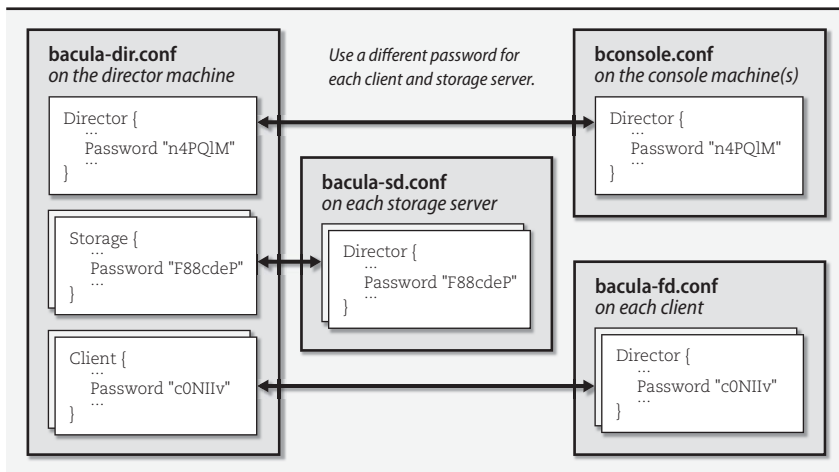 bacula-dir.conf
on the director machine
Director {
...
Password "n4PQlM"
...
}
Storage {
...
Password "F88cdeP"
...
}
Client {
...
Password "c0NIIv"
...
}
Use a different password for
each client and storage server.
bacula-sd.conf
on each storage server
Director {
...
Password "F88cdeP"
...
}
bconsole.conf
on the console machine(s)
Director {
...
Password "n4PQlM"
...
}
bacula-fd.conf
on each client
Director {
...
Password "c0NIIv"
...
}